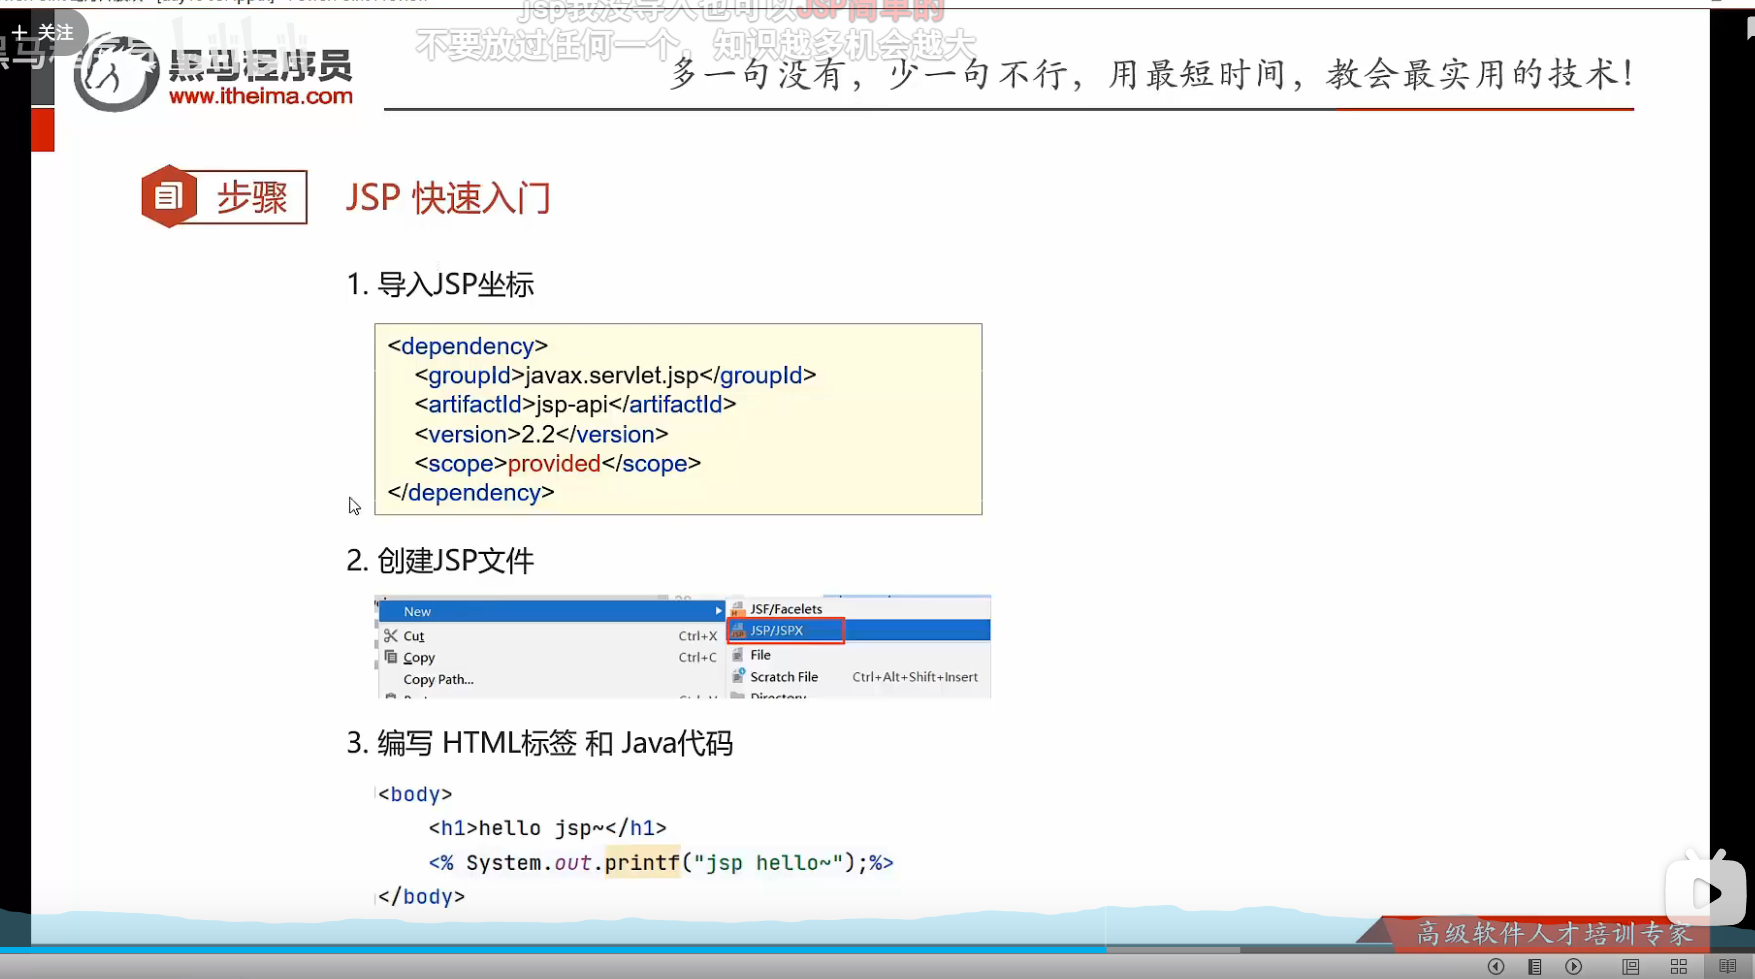 jsp我没导入也可以JSP简单的
+ 关注
不要放过任何一个，知识越多机会越大
黑马程序员
www.itheima.com
多一句没有，少一句不行，用最短时间，教会最实用的技术！
步骤
JSP 快速入门
1. 导入JSP坐标
<dependency>
<groupId>javax.servlet.jsp</groupId>
<artifactId>jsp-api</artifactId>
<version>2.2</version>
<scope>provided</scope>
</dependency>
2. 创建JSP文件
New
JSF/Facelets
JSP/JSPX
Cut Ctrl+X
File
Copy Ctrl+C
Scratch File Ctrl+Alt+Shift+Insert
Copy Path...
Directory
3. 编写 HTML标签 和 Java代码
<body>
<h1>hello jsp~</h1>
<% System.out.printf("jsp hello~");%>
</body>
高级软件人才培训专家